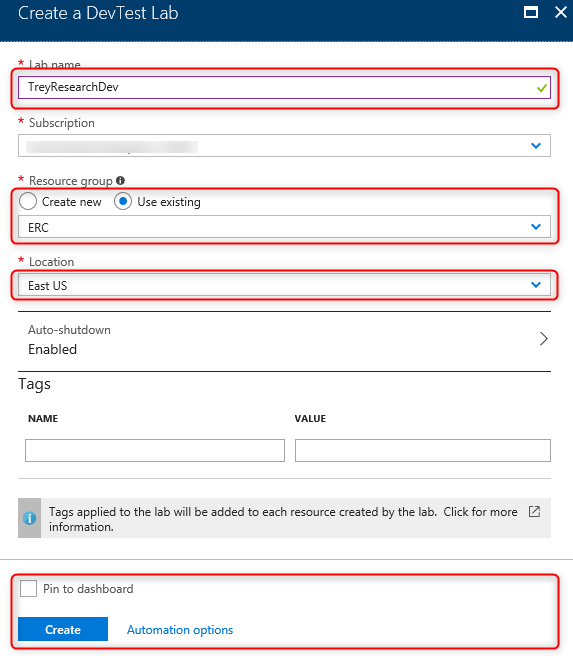 Create a DevTest Lab
* Lab name
TreyResearchDev
* Subscription
* Resource group
Create new Use existing
ERC
* Location
East US
Auto-shutdown
Enabled
Tags
NAME VALUE
Tags applied to the lab will be added to each resource created by the lab. Click for more
information.
Pin to dashboard
Create Automation options